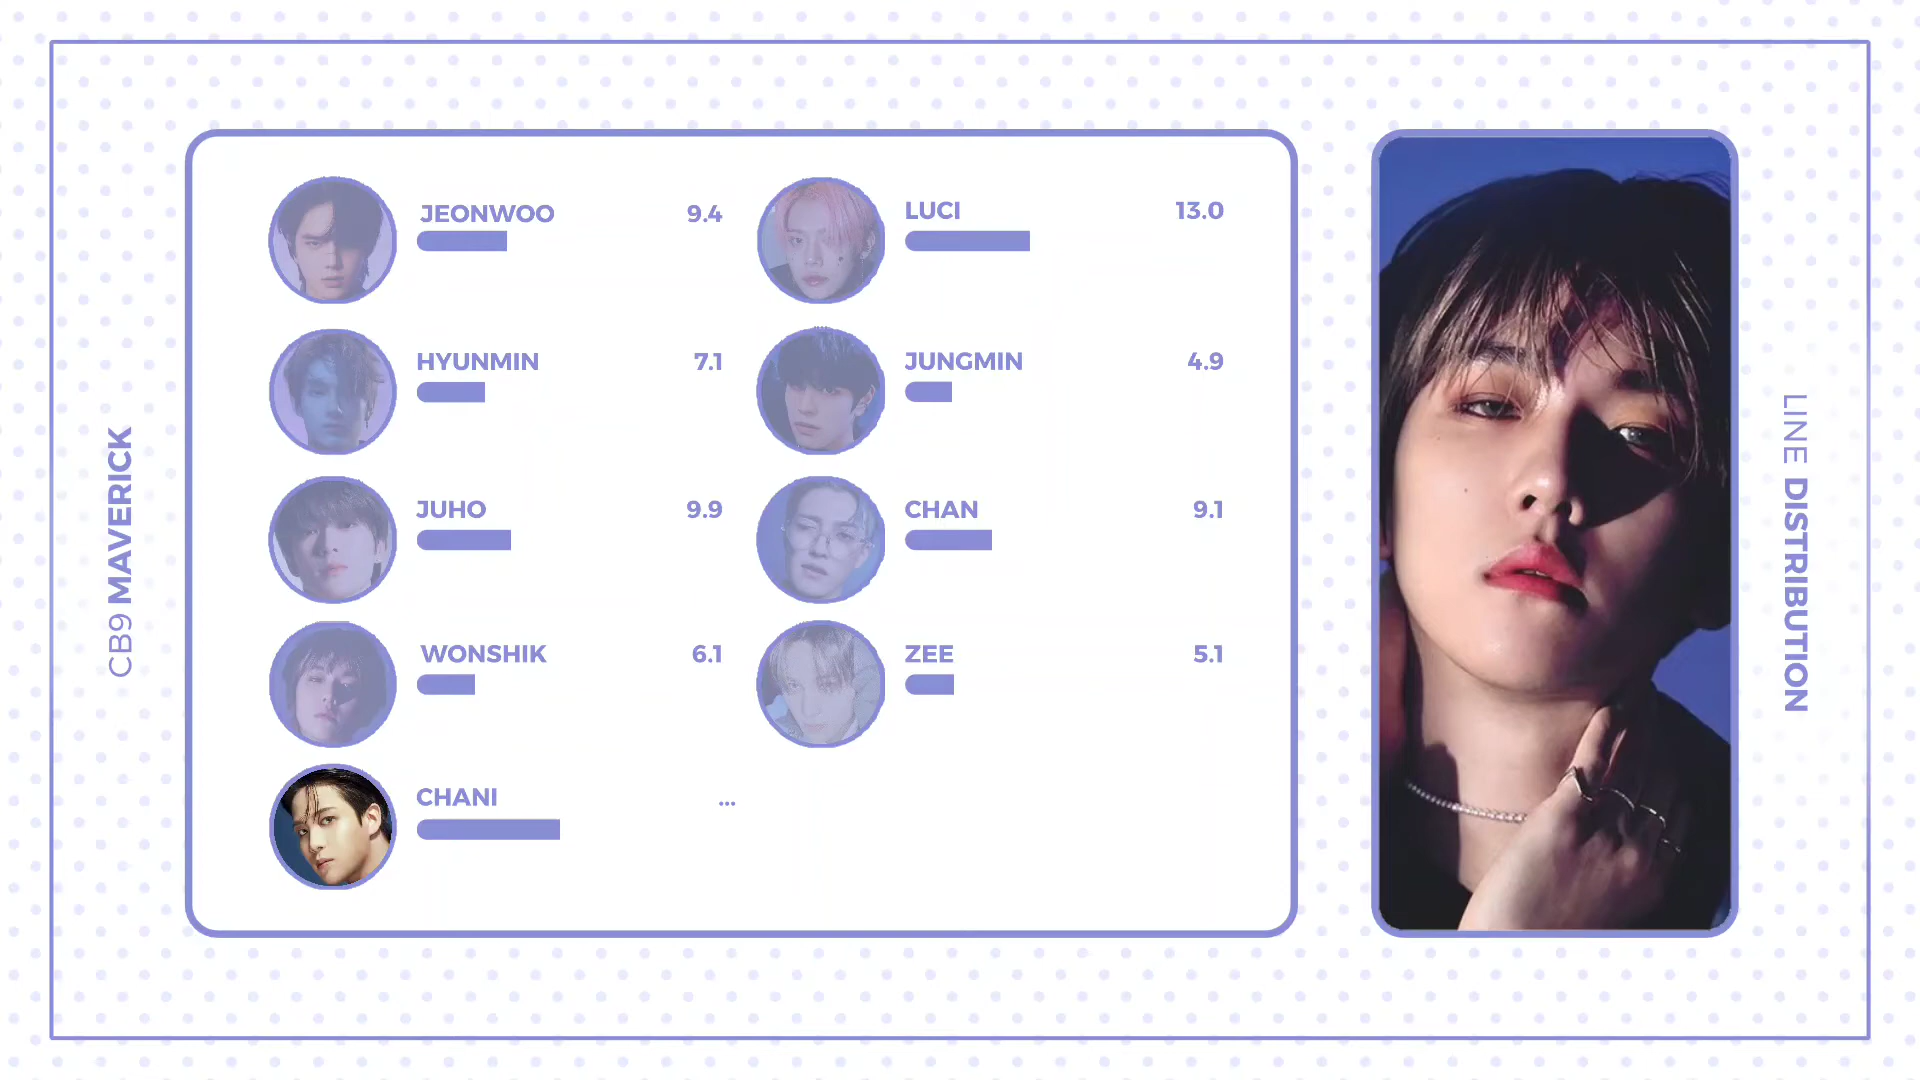 CB9 MAVERICK
JEONWOO 9.4
LUCI 13.0
HYUNMIN 7.1
JUNGMIN 4.9
JUHO 9.9
CHAN 9.1
WONSHIK 6.1
ZEE 5.1
CHANI ...
LINE DISTRIBUTION